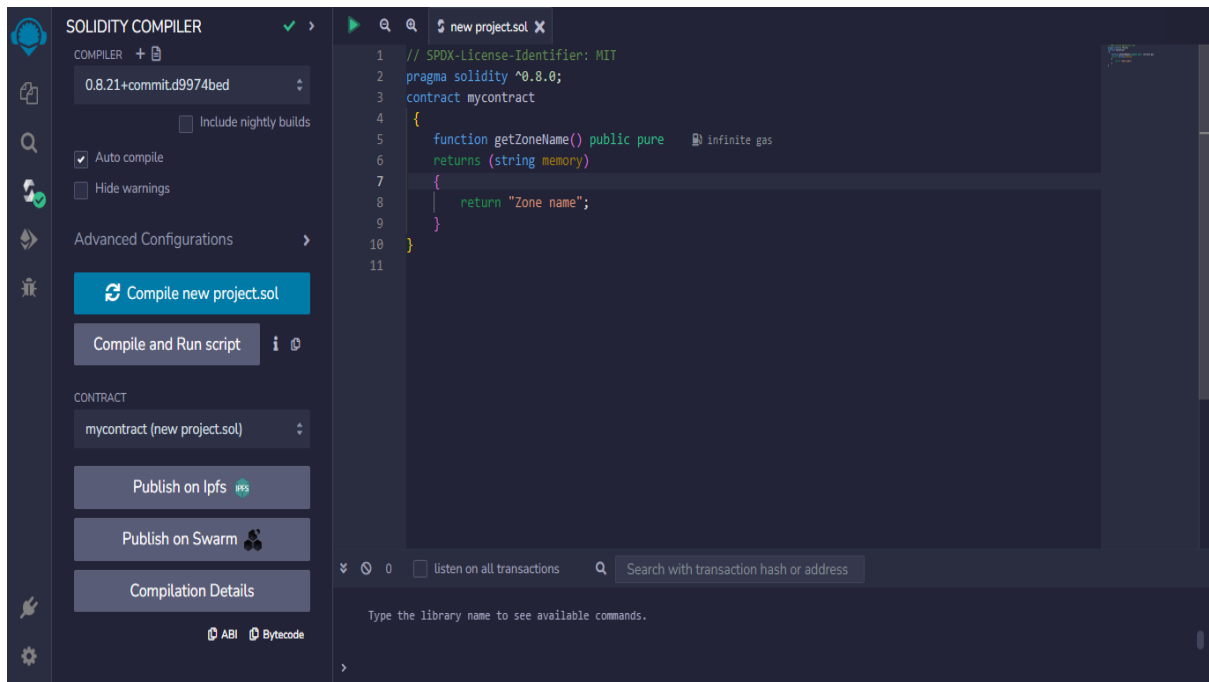 SOLIDITY COMPILER
COMPILER
0.8.21+commit.d9974bed
Include nightly builds
Auto compile
Hide warnings
Advanced Configurations
Compile new project.sol
Compile and Run script
CONTRACT
mycontract (new project.sol)
Publish on Ipfs
IPFS
Publish on Swarm
Compilation Details
ABI Bytecode
new project.sol
1 // SPDX-License-Identifier: MIT
2 pragma solidity ^0.8.0;
3 contract mycontract
4 {
5 function getZoneName() public pure infinite gas
6 returns (string memory)
7 {
8 return "Zone name";
9 }
10 }
11
0 listen on all transactions Search with transaction hash or address
Type the library name to see available commands.
>